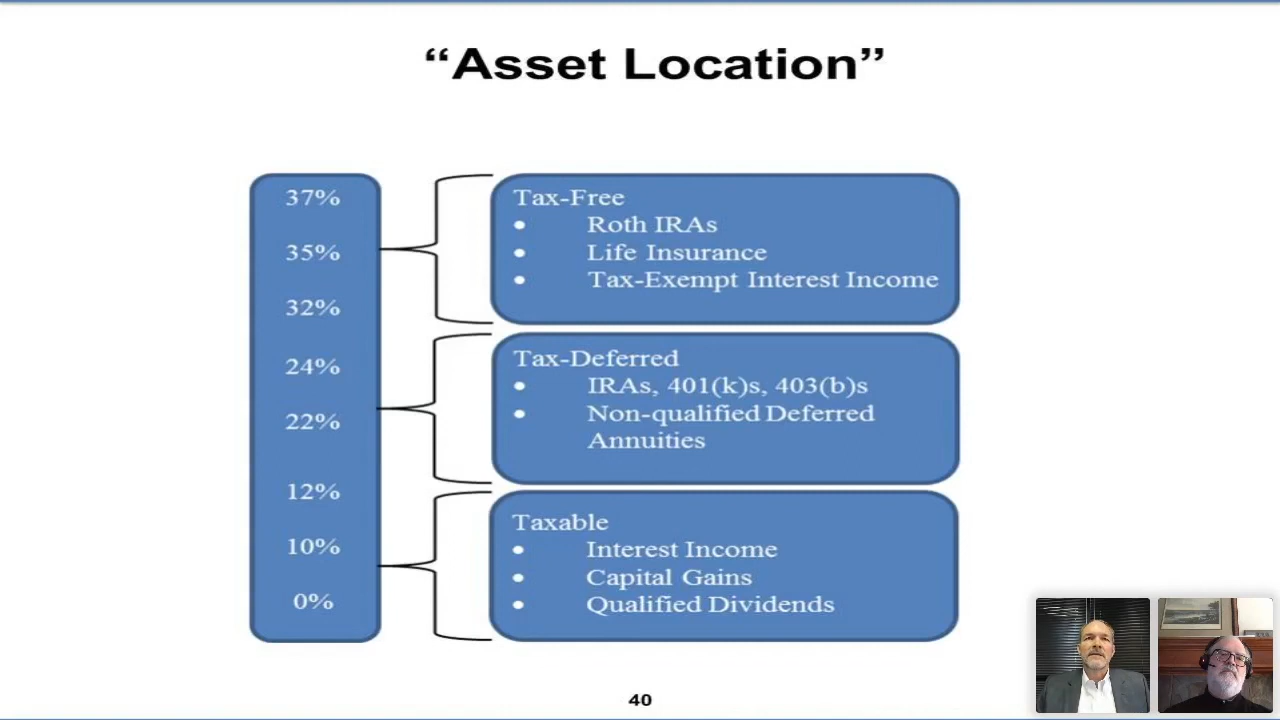 “Asset Location”
37%
35%
32%
24%
22%
12%
10%
0%
Tax-Free
• Roth IRAs
• Life Insurance
• Tax-Exempt Interest Income
Tax-Deferred
• IRAs, 401(k)s, 403(b)s
• Non-qualified Deferred
Annuities
Taxable
• Interest Income
• Capital Gains
• Qualified Dividends
40